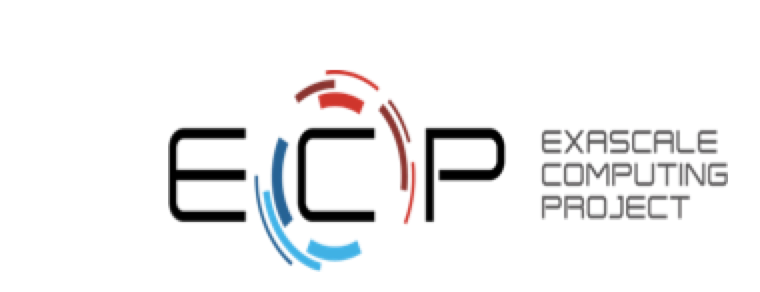 ECP
EXASCALE
COMPUTING
PROJECT